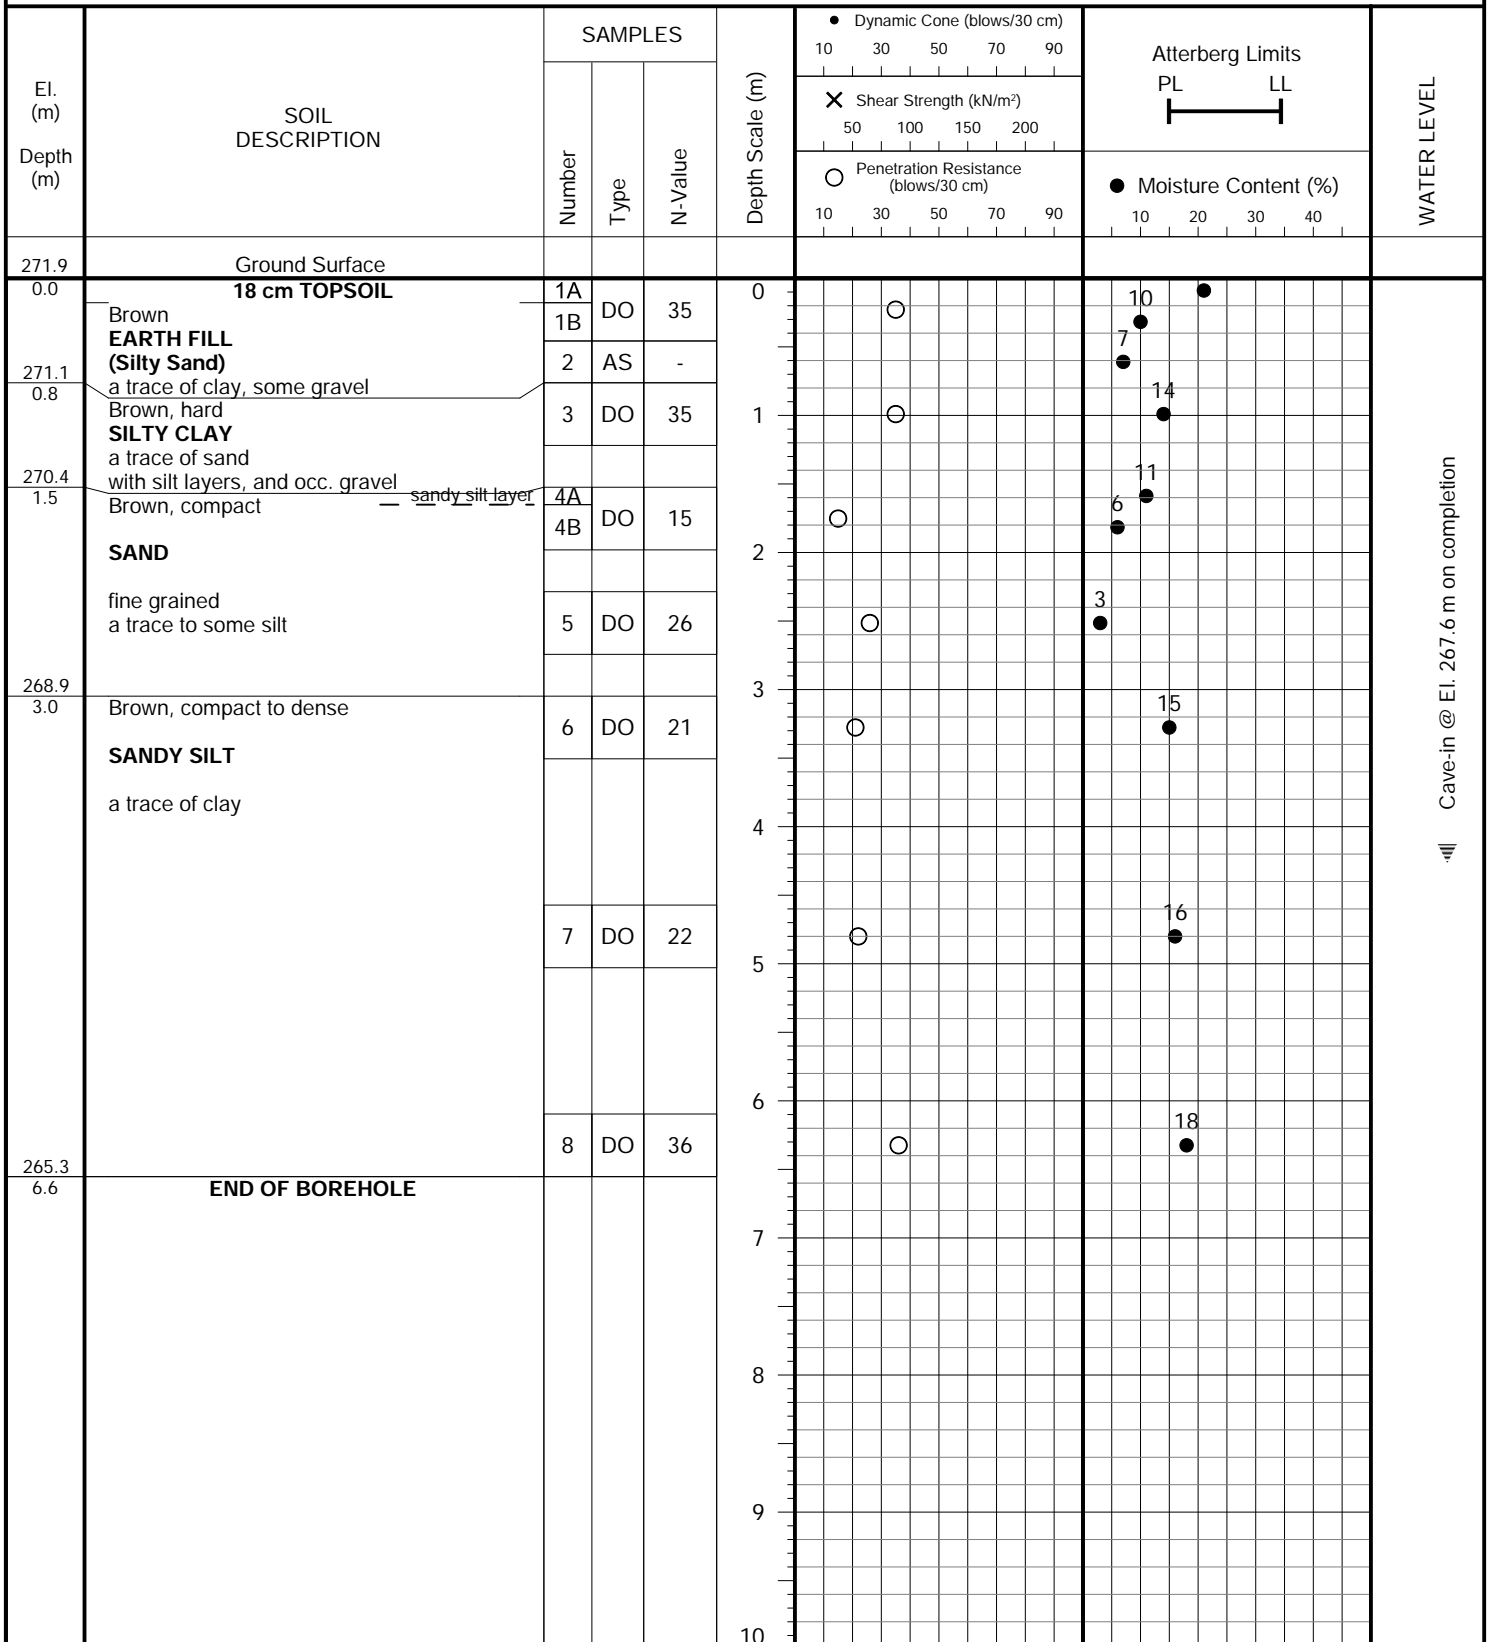 El.
(m)
Depth
(m)
SOIL
DESCRIPTION
SAMPLES
Number
Type
N-Value
Depth Scale (m)
Dynamic Cone (blows/30 cm)
10 30 50 70 90
Shear Strength (kN/m²)
50 100 150 200
Penetration Resistance
(blows/30 cm)
10 30 50 70 90
Atterberg Limits
PL LL
Moisture Content (%)
10 20 30 40
WATER LEVEL
271.9 Ground Surface
0.0 18 cm TOPSOIL 1A 0
Brown 1B DO 35 10
EARTH FILL
(Silty Sand) 2 AS - 7
271.1 a trace of clay, some gravel
0.8 Brown, hard 3 DO 35 1 14
SILTY CLAY
a trace of sand
270.4 with silt layers, and occ. gravel 11
1.5 Brown, compact sandy silt layer 4A
4B DO 15 6
SAND 2
fine grained 3
a trace to some silt 5 DO 26
268.9 3
3.0 Brown, compact to dense 6 DO 21 15
SANDY SILT
a trace of clay
4
7 DO 22 16
5
6
8 DO 36 18
265.3
6.6 END OF BOREHOLE
7
8
9
10
Cave-in @ El. 267.6 m on completion